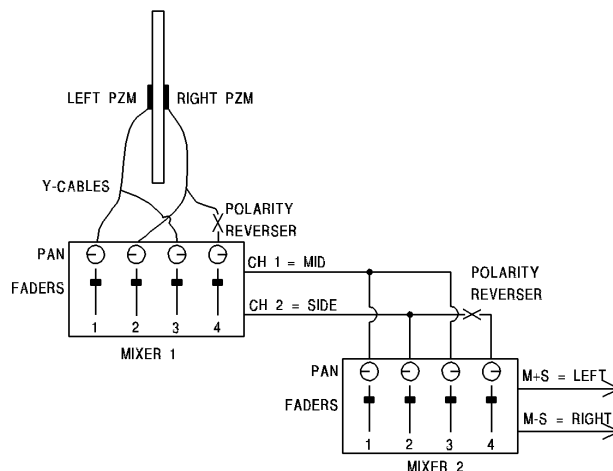 LEFT PZM
RIGHT PZM
Y-CABLES
POLARITY
REVERSER
PAN
CH 1 = MID
FADERS
CH 2 = SIDE
POLARITY
REVERSER
1 2 3 4
MIXER 1
PAN
M+S = LEFT
FADERS
M-S = RIGHT
1 2 3 4
MIXER 2